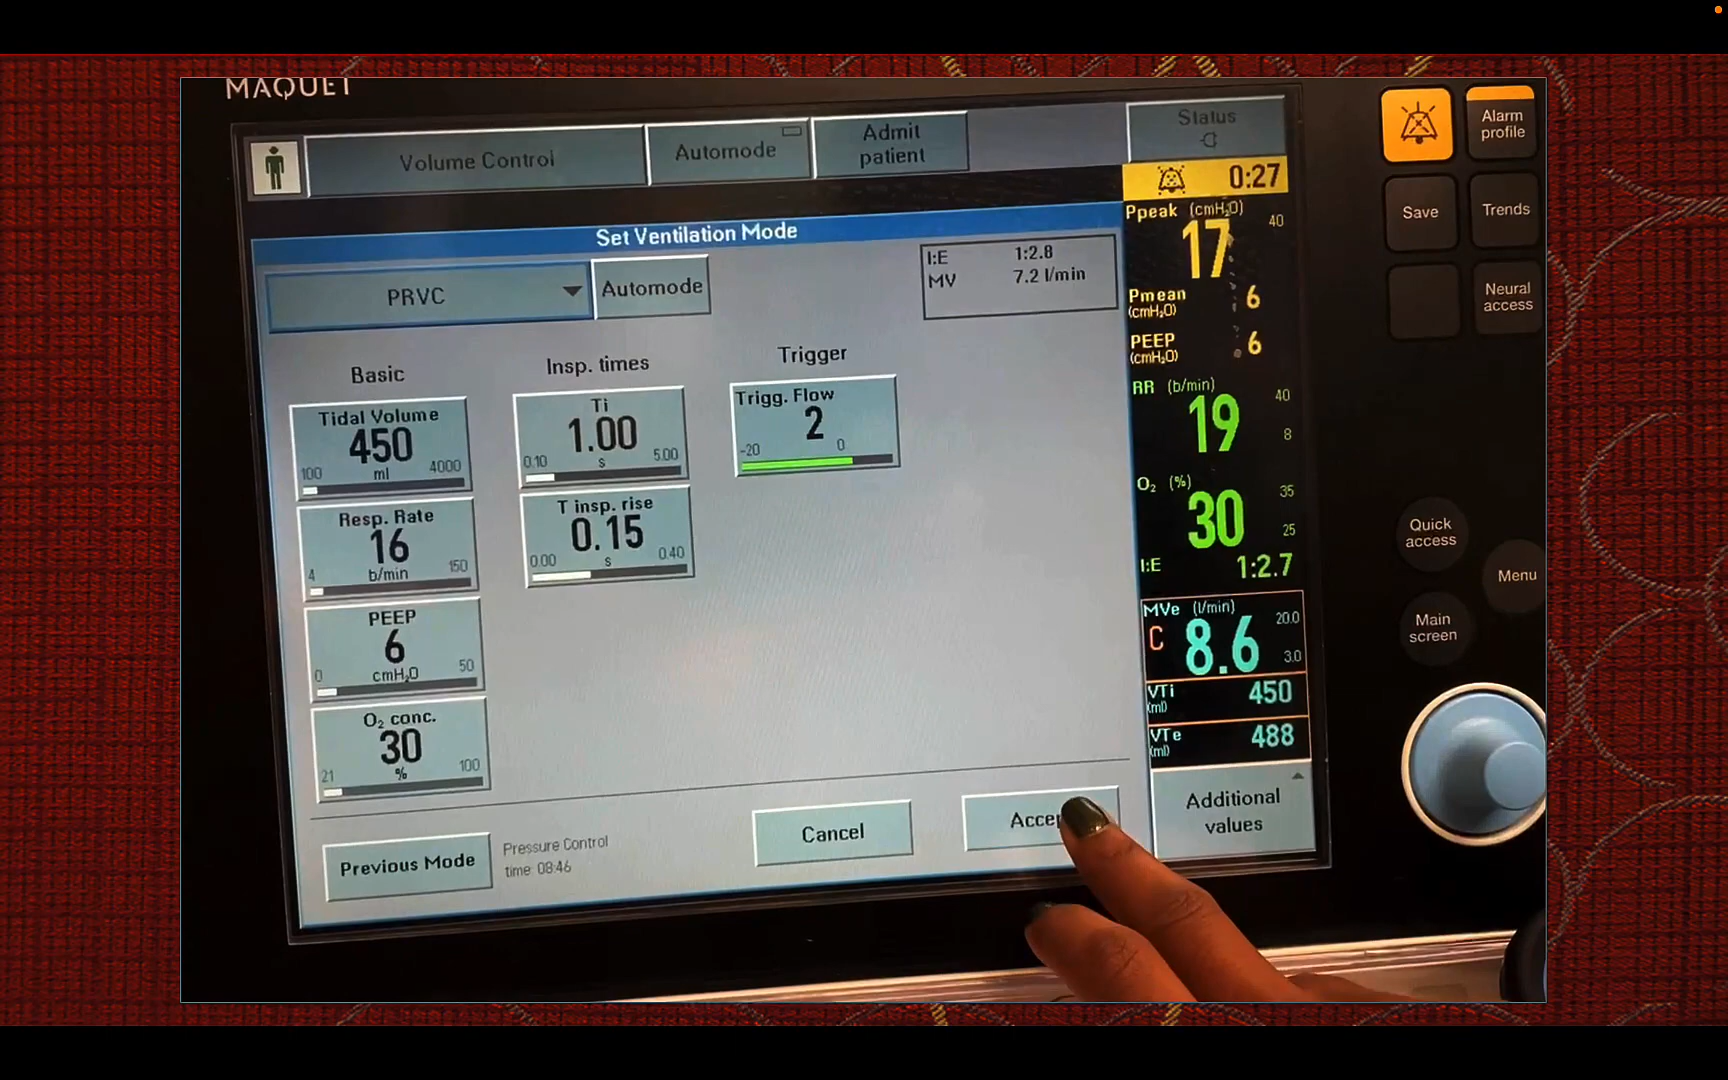 MAQUET
Volume Control
Automode
Admit
patient
Status
0:27
Alarm
profile
Save
Trends
Neural
access
Set Ventilation Mode
PRVC
Automode
I:E 1:2.8
MV 7.2 l/min
Basic
Insp. times
Trigger
Tidal Volume
450
100 ml 4000
Resp. Rate
16
4 b/min 150
PEEP
6
0 cmH₂O 50
O₂ conc.
30
21 % 100
Ti
1.00
0.10 s 5.00
T insp. rise
0.15
0.00 s 0.40
Trigg. Flow
2
-20 0
Ppeak (cmH₂O)
17 40
Pmean 6
(cmH₂O)
PEEP 6
(cmH₂O)
RR (b/min)
19 40
8
O₂ (%)
30 35
25
I:E 1:2.7
MVe (l/min)
C 8.6 20.0
3.0
VTi 450
(ml)
VTe 488
(ml)
Additional
values
Previous Mode
Pressure Control
time: 08:46
Cancel
Accep
Quick
access
Menu
Main
screen